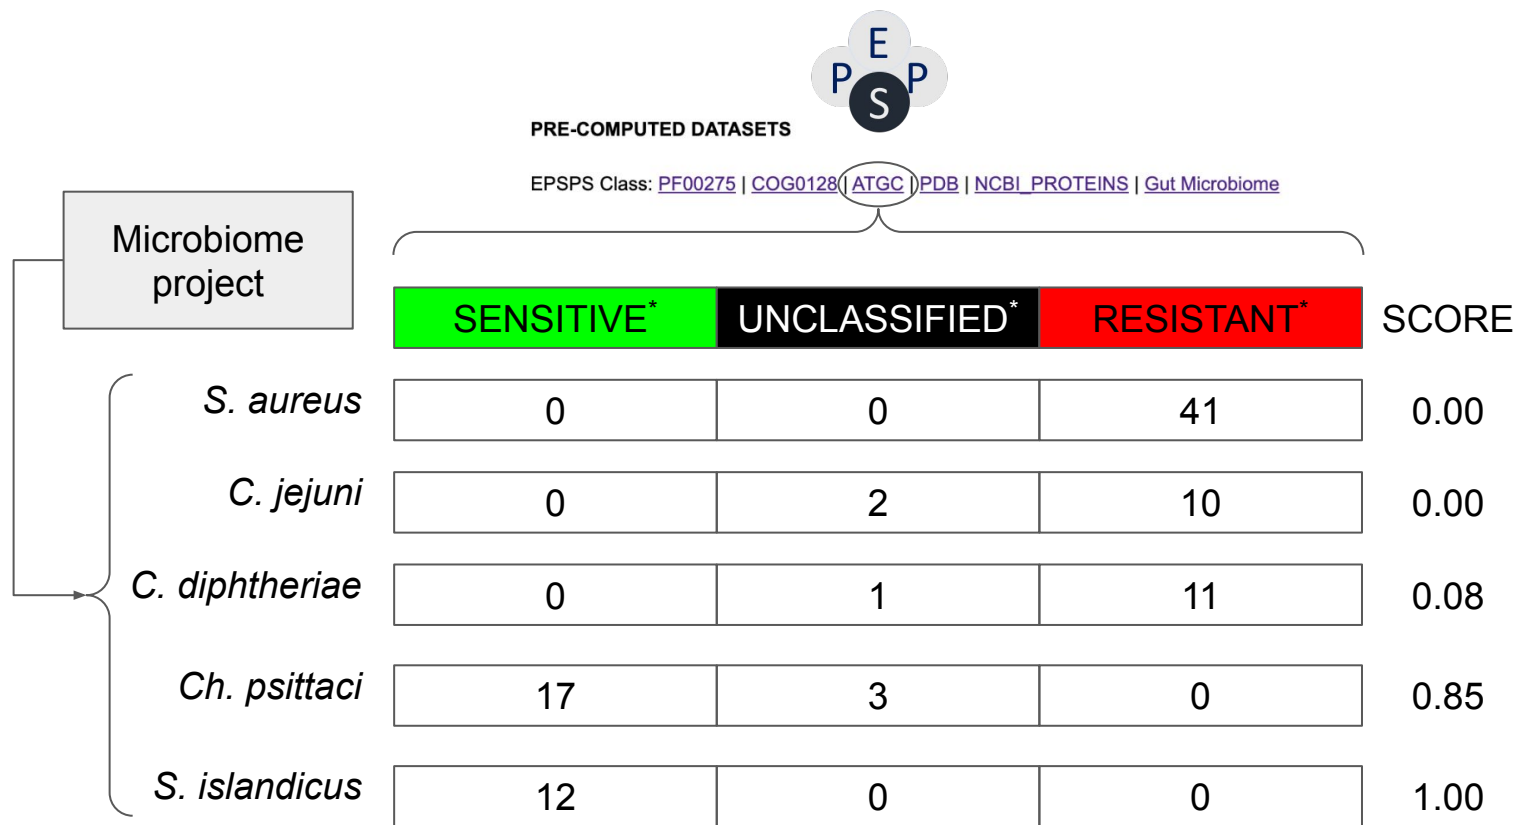 E
P P
S
PRE-COMPUTED DATASETS
EPSPS Class: PF00275 | COG0128 | ATGC | PDB | NCBI_PROTEINS | Gut Microbiome
Microbiome
project
SENSITIVE* UNCLASSIFIED* RESISTANT* SCORE
S. aureus 0 0 41 0.00
C. jejuni 0 2 10 0.00
C. diphtheriae 0 1 11 0.08
Ch. psittaci 17 3 0 0.85
S. islandicus 12 0 0 1.00